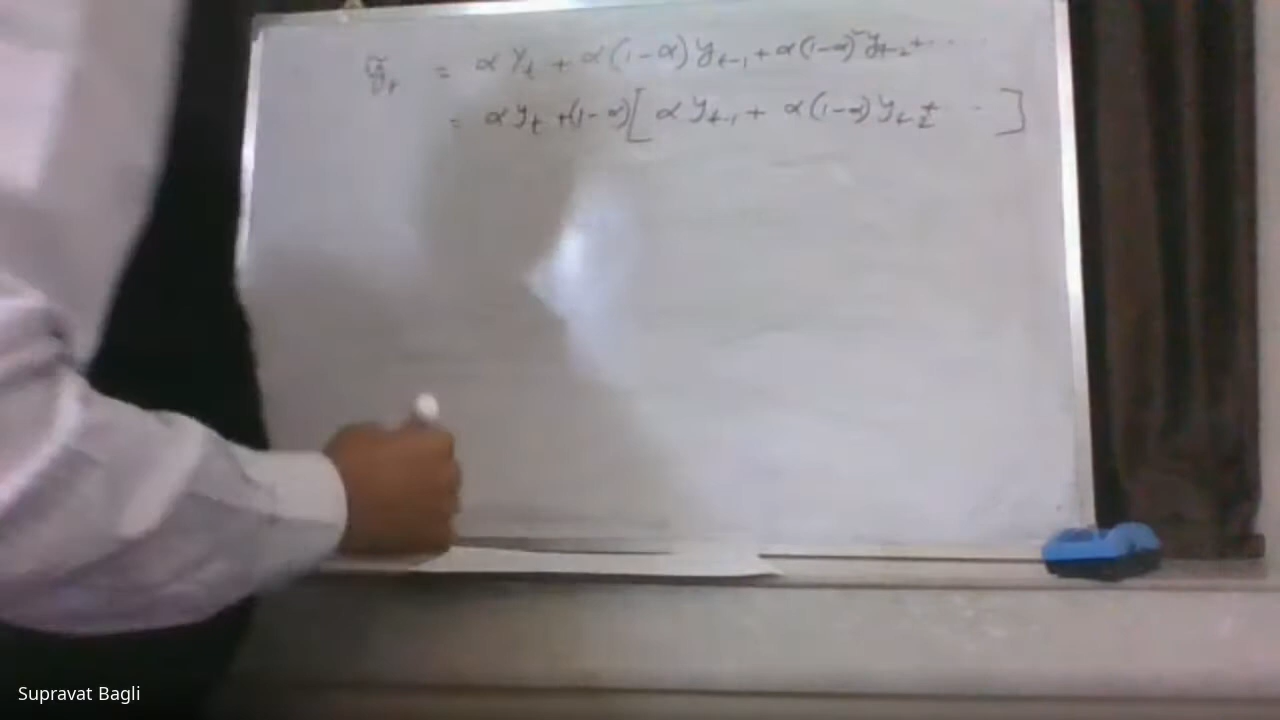 ỹₜ = α yₜ + α(1-α) yₜ₋₁ + α(1-α)² yₜ₋₂ + ....
= α yₜ + (1-α) [ α yₜ₋₁ + α(1-α) yₜ₋₂ + .. ]
Supravat Bagli